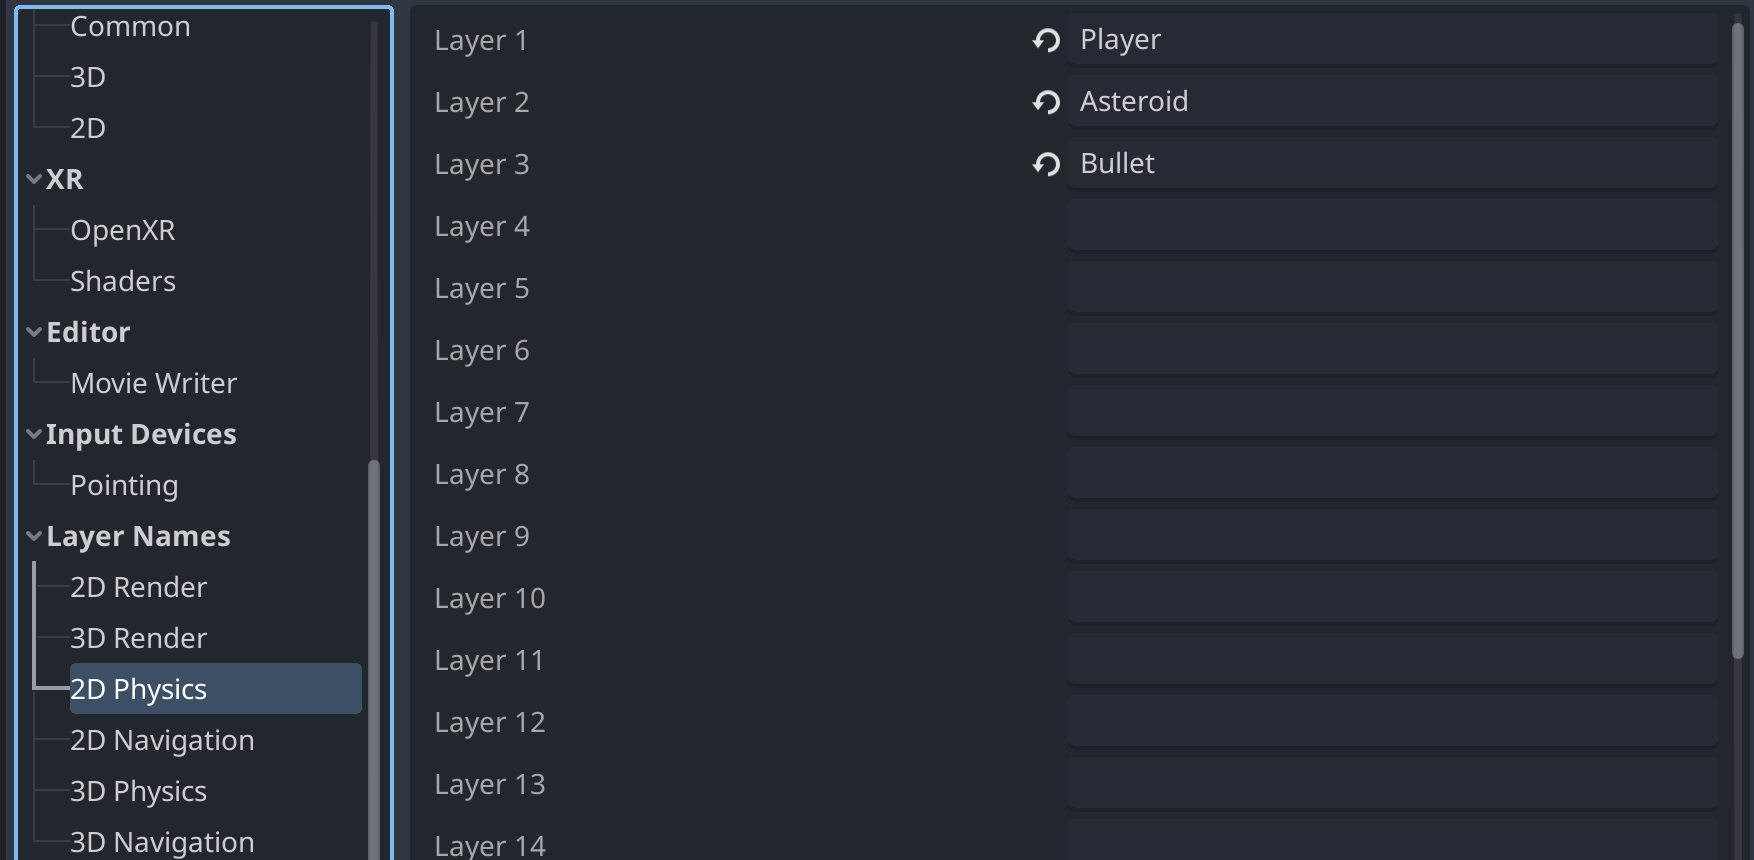 Common
3D
2D
XR
OpenXR
Shaders
Editor
Movie Writer
Input Devices
Pointing
Layer Names
2D Render
3D Render
2D Physics
2D Navigation
3D Physics
3D Navigation
Layer 1 Player
Layer 2 Asteroid
Layer 3 Bullet
Layer 4
Layer 5
Layer 6
Layer 7
Layer 8
Layer 9
Layer 10
Layer 11
Layer 12
Layer 13
Layer 14